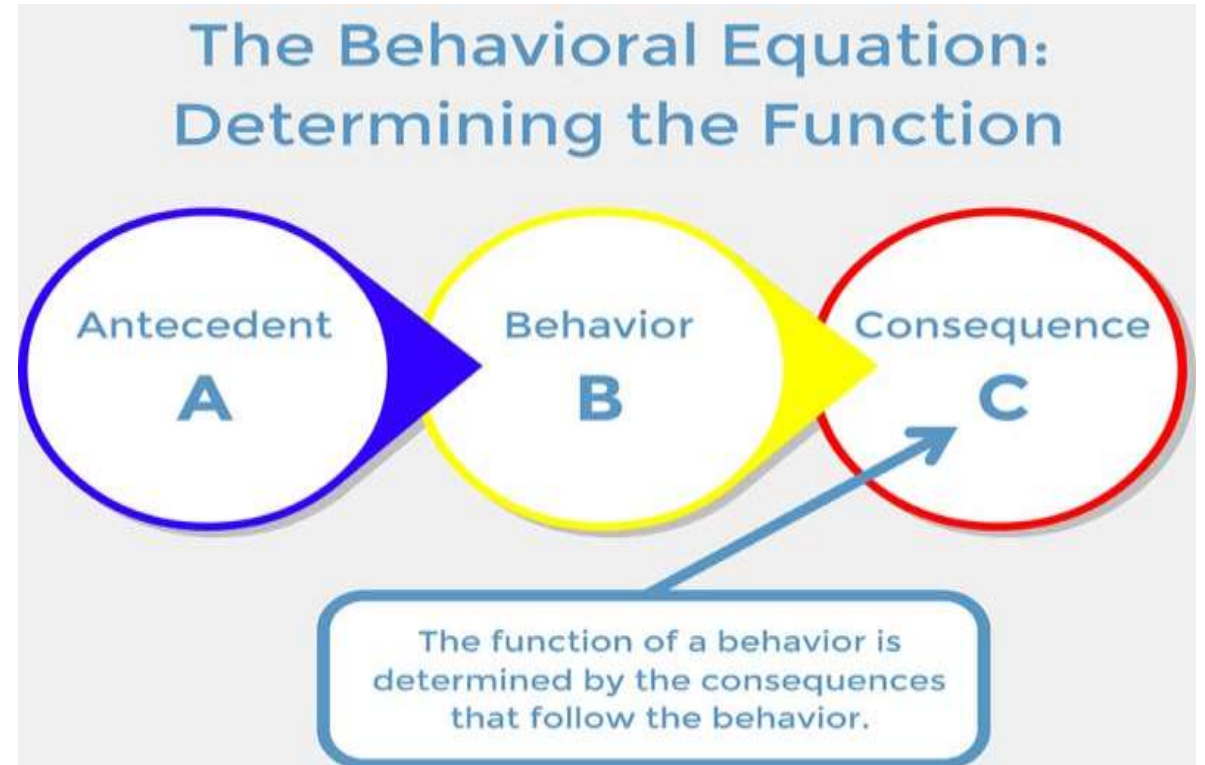 The Behavioral Equation:
Determining the Function
Antecedent
A
Behavior
B
Consequence
C
The function of a behavior is
determined by the consequences
that follow the behavior.